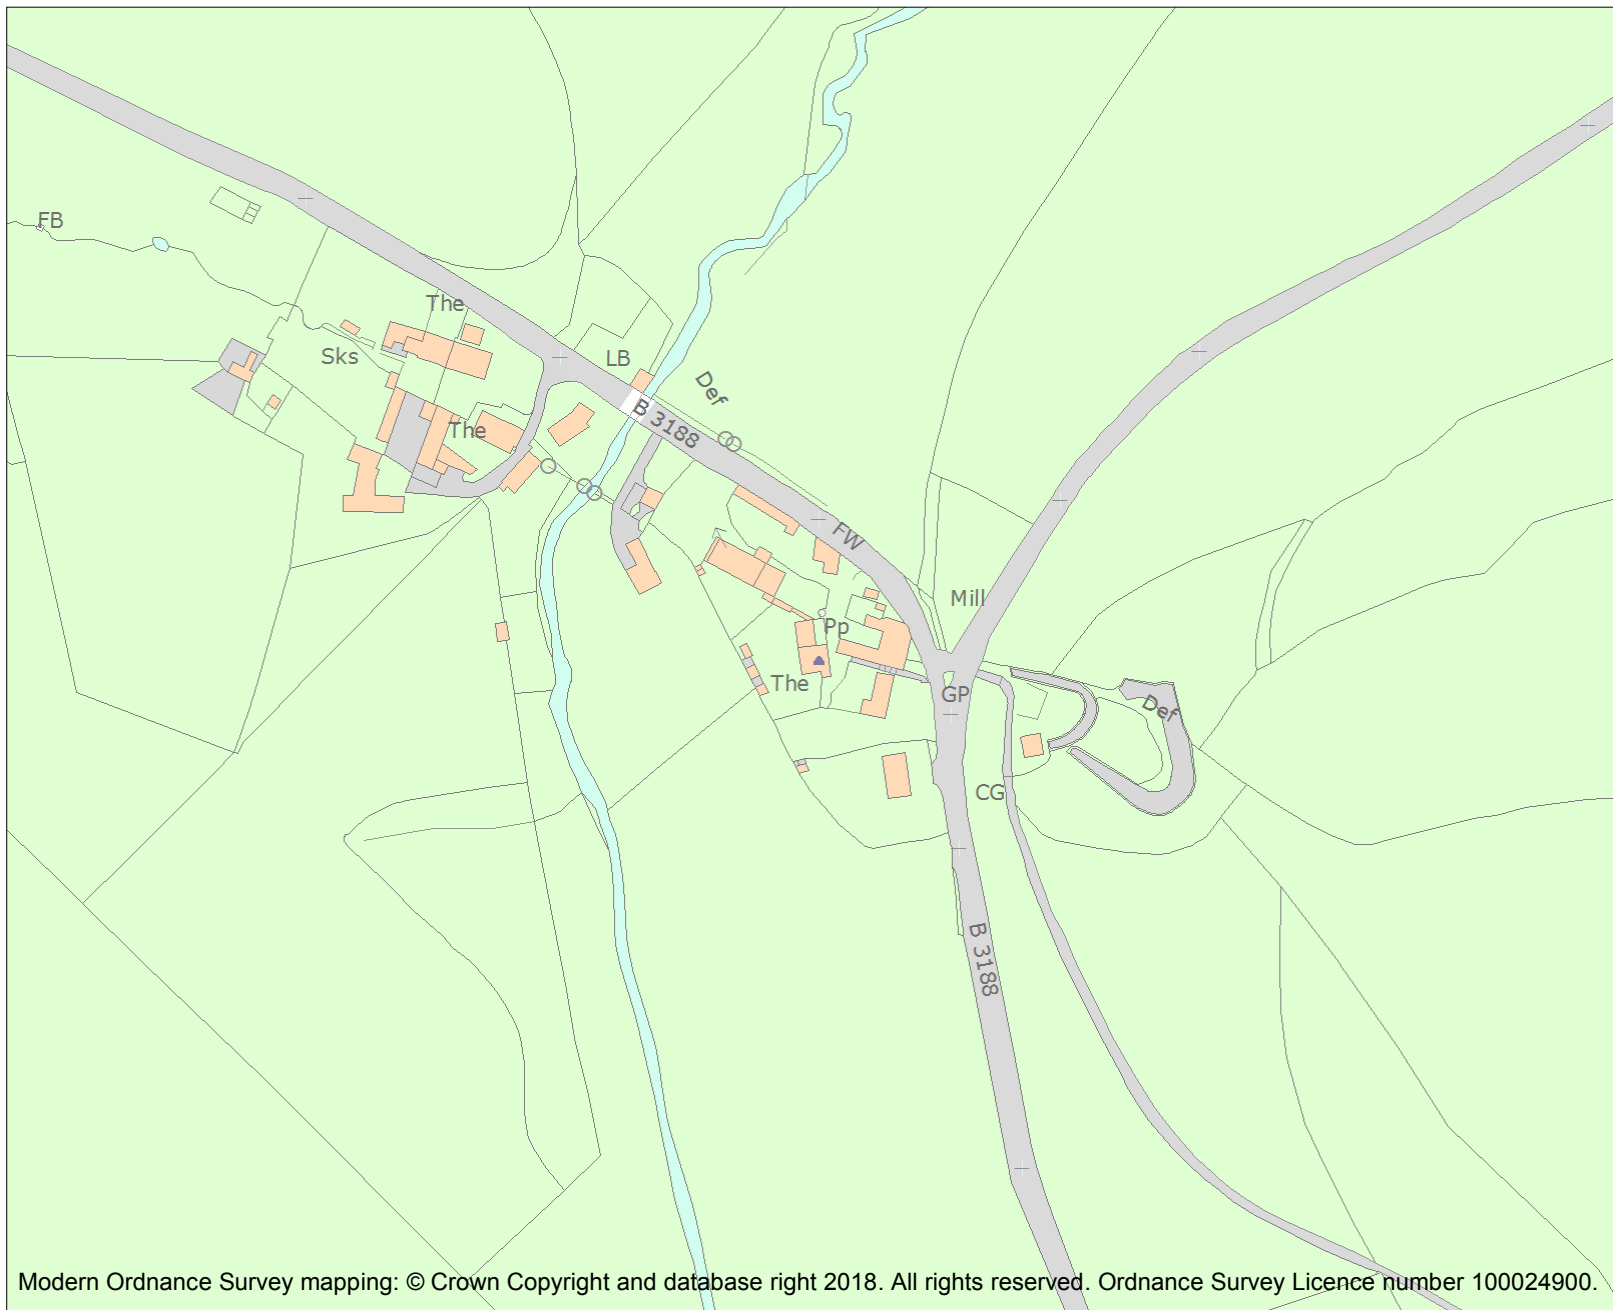 FB
The
Sks
LB
Def
B 3188
The
FW
Mill
Pp
The
GP
Def
CG
B 3188
Modern Ordnance Survey mapping: © Crown Copyright and database right 2018. All rights reserved. Ordnance Survey Licence number 100024900.